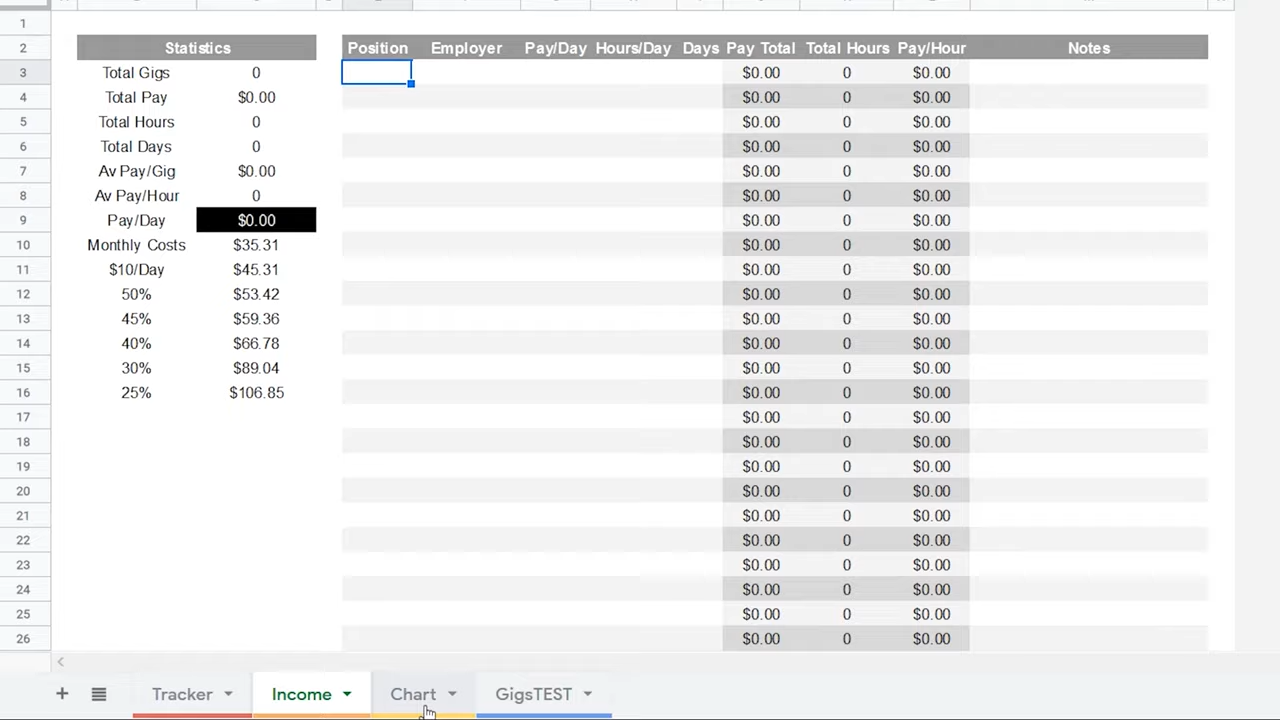 1
2 Statistics Position Employer Pay/Day Hours/Day Days Pay Total Total Hours Pay/Hour Notes
3 Total Gigs 0 $0.00 0 $0.00
4 Total Pay $0.00 $0.00 0 $0.00
5 Total Hours 0 $0.00 0 $0.00
6 Total Days 0 $0.00 0 $0.00
7 Av Pay/Gig $0.00 $0.00 0 $0.00
8 Av Pay/Hour 0 $0.00 0 $0.00
9 Pay/Day $0.00 $0.00 0 $0.00
10 Monthly Costs $35.31 $0.00 0 $0.00
11 $10/Day $45.31 $0.00 0 $0.00
12 50% $53.42 $0.00 0 $0.00
13 45% $59.36 $0.00 0 $0.00
14 40% $66.78 $0.00 0 $0.00
15 30% $89.04 $0.00 0 $0.00
16 25% $106.85 $0.00 0 $0.00
17 $0.00 0 $0.00
18 $0.00 0 $0.00
19 $0.00 0 $0.00
20 $0.00 0 $0.00
21 $0.00 0 $0.00
22 $0.00 0 $0.00
23 $0.00 0 $0.00
24 $0.00 0 $0.00
25 $0.00 0 $0.00
26 $0.00 0 $0.00
Tracker Income Chart GigsTEST